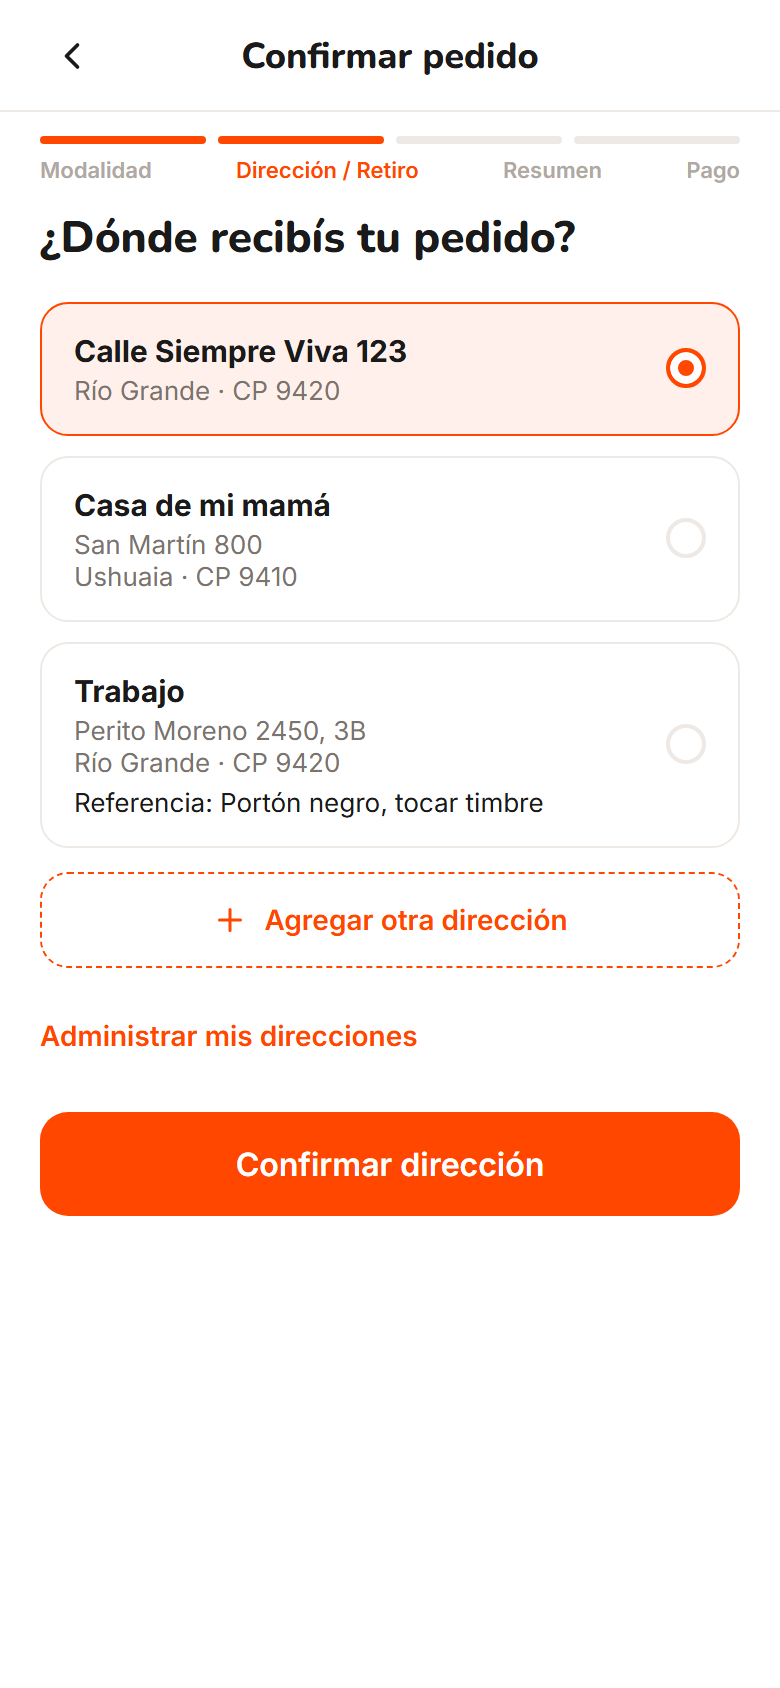 Confirmar pedido
Modalidad Dirección / Retiro Resumen Pago
¿Dónde recibís tu pedido?
Calle Siempre Viva 123
Río Grande · CP 9420
Casa de mi mamá
San Martín 800
Ushuaia · CP 9410
Trabajo
Perito Moreno 2450, 3B
Río Grande · CP 9420
Referencia: Portón negro, tocar timbre
Agregar otra dirección
Administrar mis direcciones
Confirmar dirección